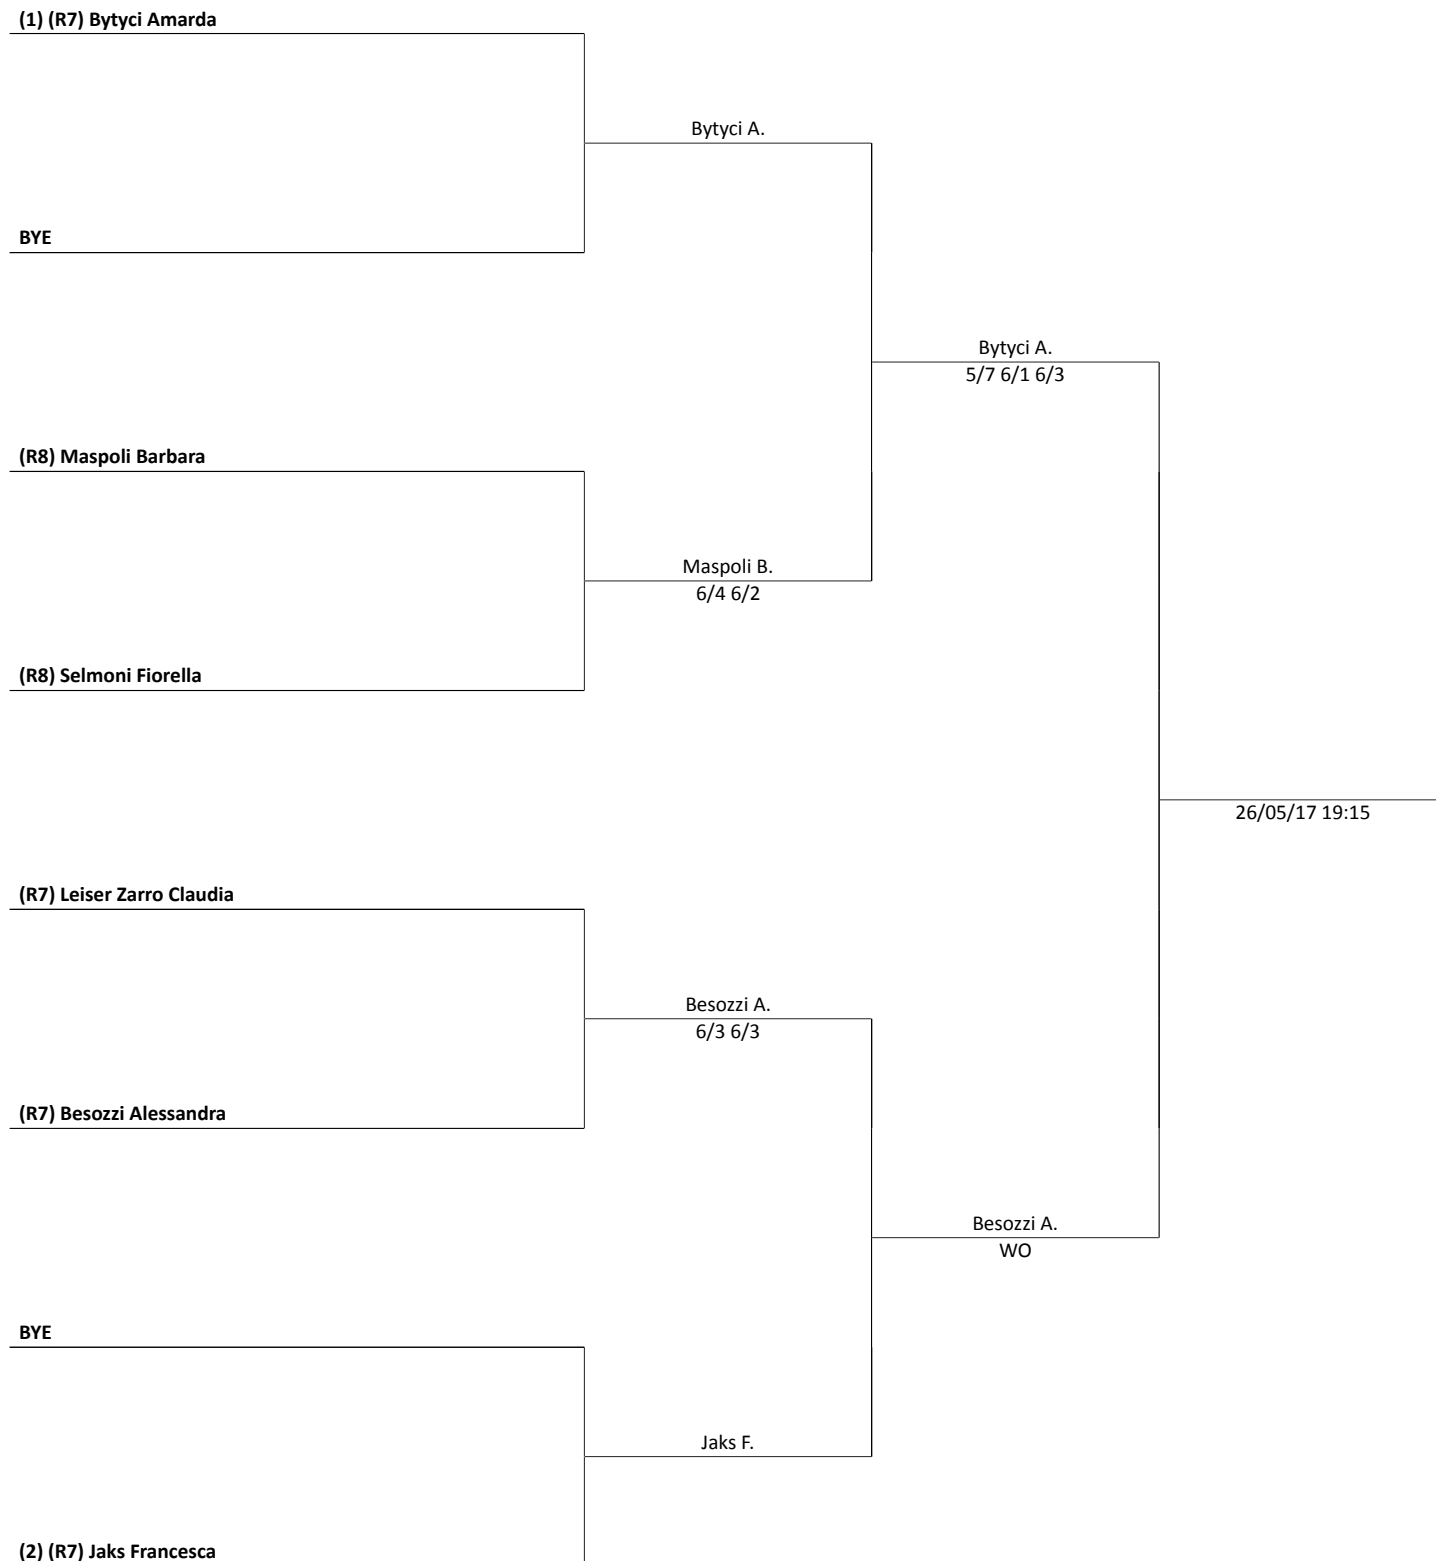 (1) (R7) Bytyci Amarda
Bytyci A.
BYE
Bytyci A.
5/7 6/1 6/3
(R8) Maspoli Barbara
Maspoli B.
6/4 6/2
(R8) Selmoni Fiorella
26/05/17 19:15
(R7) Leiser Zarro Claudia
Besozzi A.
6/3 6/3
(R7) Besozzi Alessandra
Besozzi A.
WO
BYE
Jaks F.
(2) (R7) Jaks Francesca